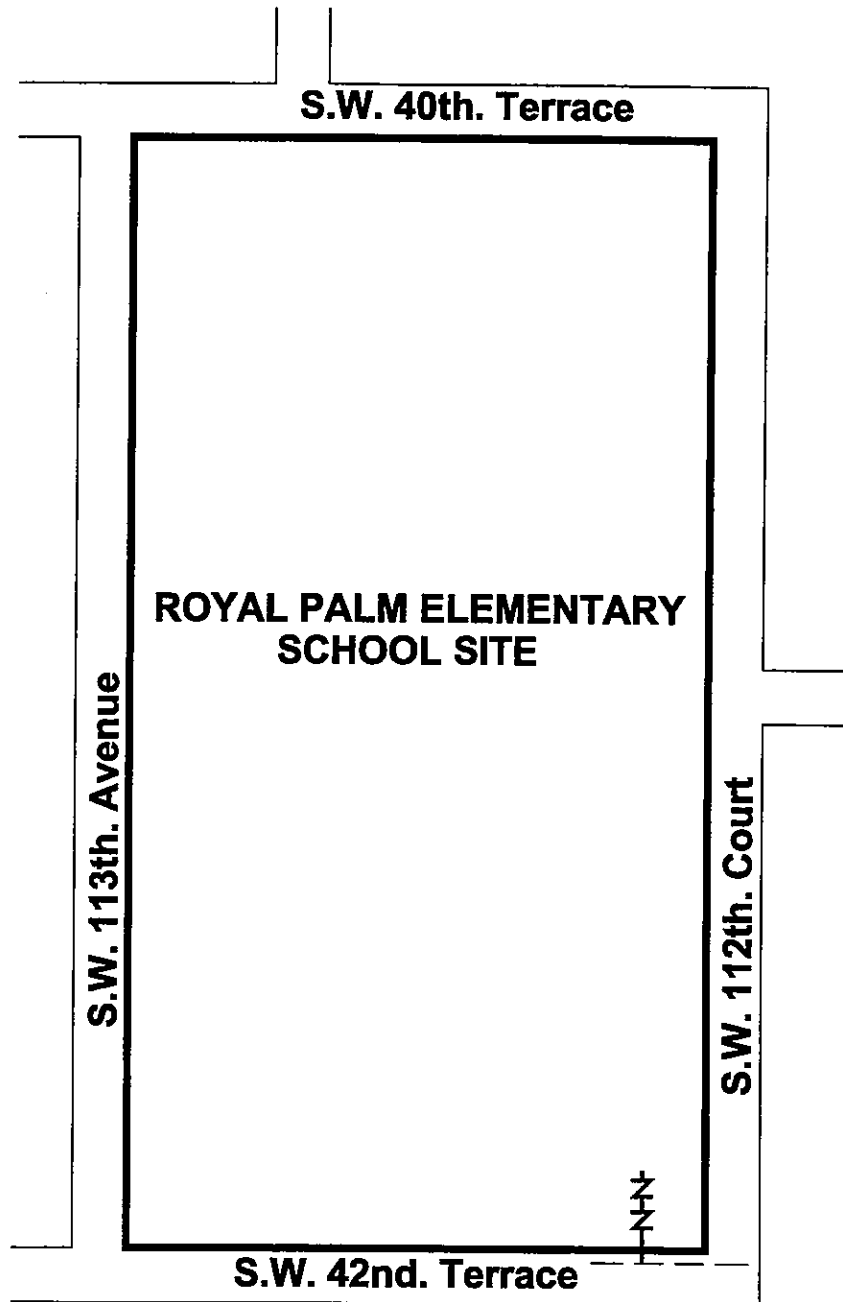 S.W. 40th. Terrace
ROYAL PALM ELEMENTARY
SCHOOL SITE
S.W. 113th. Avenue
S.W. 112th. Court
S.W. 42nd. Terrace